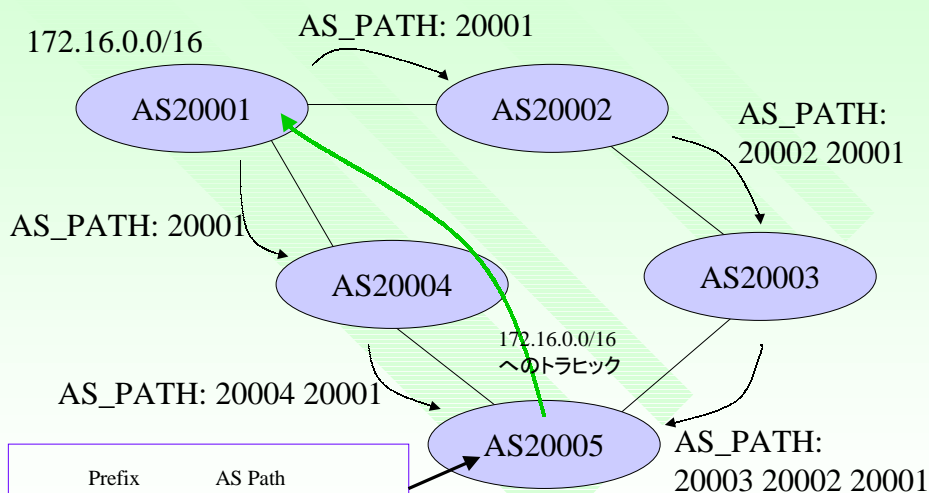 AS_PATH: 20001
172.16.0.0/16
AS20001
AS20002
AS_PATH:
20002 20001
AS_PATH: 20001
AS20004
AS20003
172.16.0.0/16
へのトラヒック
AS_PATH: 20004 20001
AS20005
AS_PATH:
20003 20002 20001
Prefix AS Path